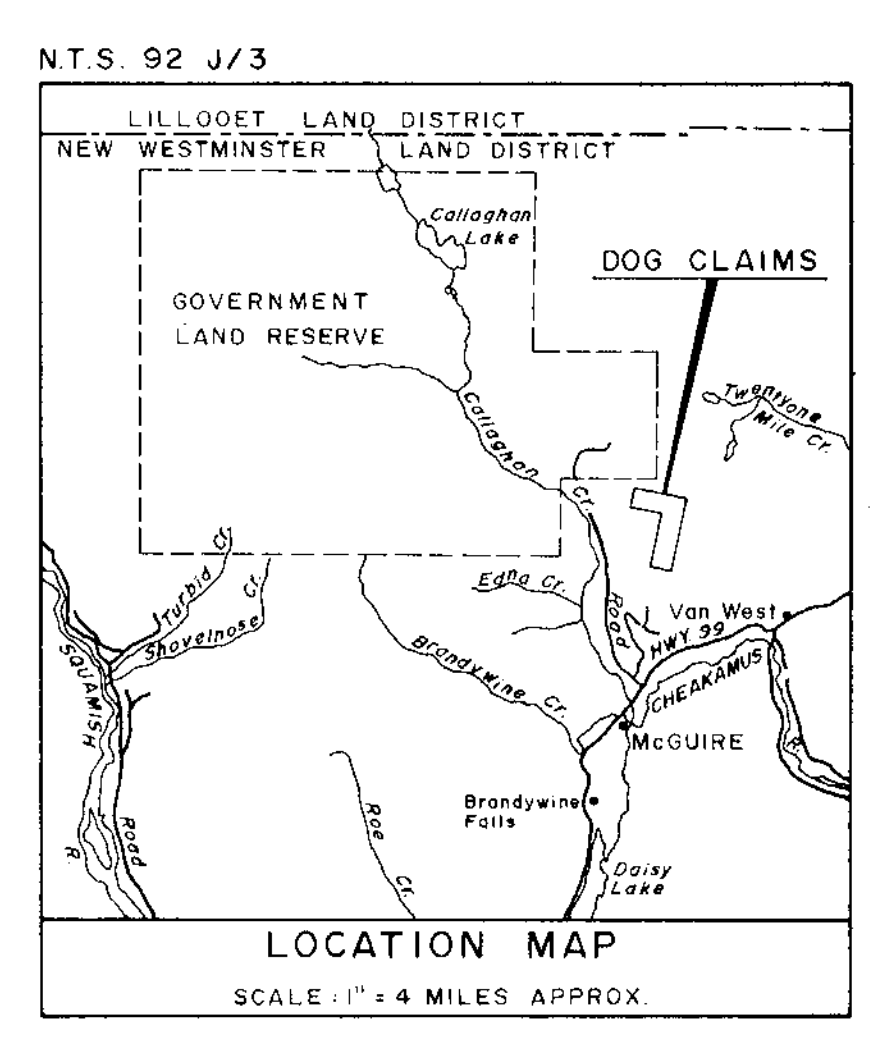 N.T.S. 92 J/3
LILLOOET LAND DISTRICT
NEW WESTMINSTER LAND DISTRICT
Callaghan
Lake
DOG CLAIMS
GOVERNMENT
LAND RESERVE
Twentyone
Mile Cr.
Callaghan
Cr.
Turbid Cr.
Shovelnose Cr.
Edna Cr.
Road
Van West
HWY. 99
Brandywine Cr.
CHEAKAMUS
R.
SQUAMISH
R.
Road
McGUIRE
Brandywine
Falls
Roe
Cr.
Daisy
Lake
LOCATION MAP
SCALE : 1" = 4 MILES APPROX.